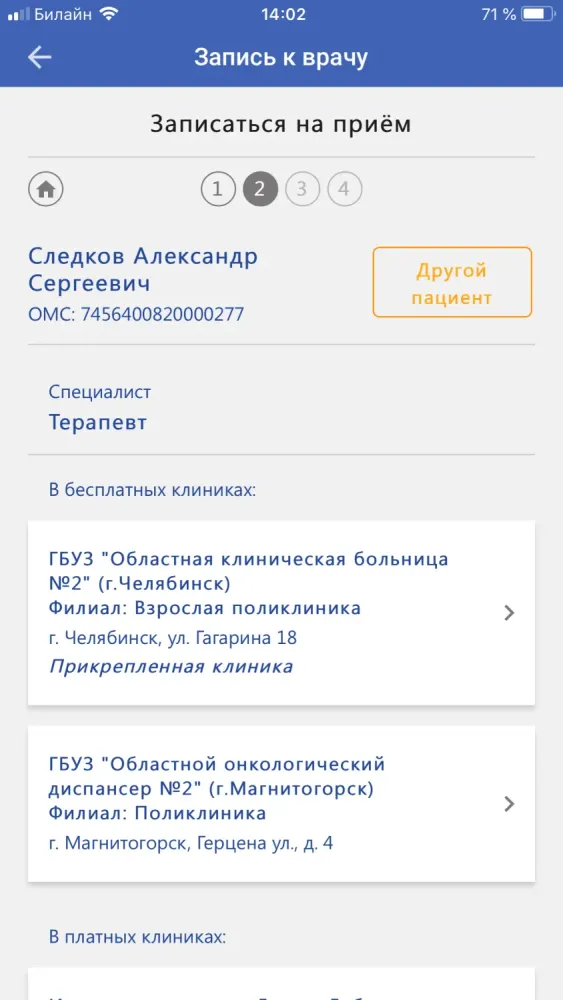 Билайн 14:02 71 %
Запись к врачу
Записаться на приём
1 2 3 4
Следков Александр
Сергеевич
ОМС: 7456400820000277
Другой
пациент
Специалист
Терапевт
В бесплатных клиниках:
ГБУЗ "Областная клиническая больница
№2" (г.Челябинск)
Филиал: Взрослая поликлиника
г. Челябинск, ул. Гагарина 18
Прикрепленная клиника
ГБУЗ "Областной онкологический
диспансер №2" (г.Магнитогорск)
Филиал: Поликлиника
г. Магнитогорск, Герцена ул., д. 4
В платных клиниках: